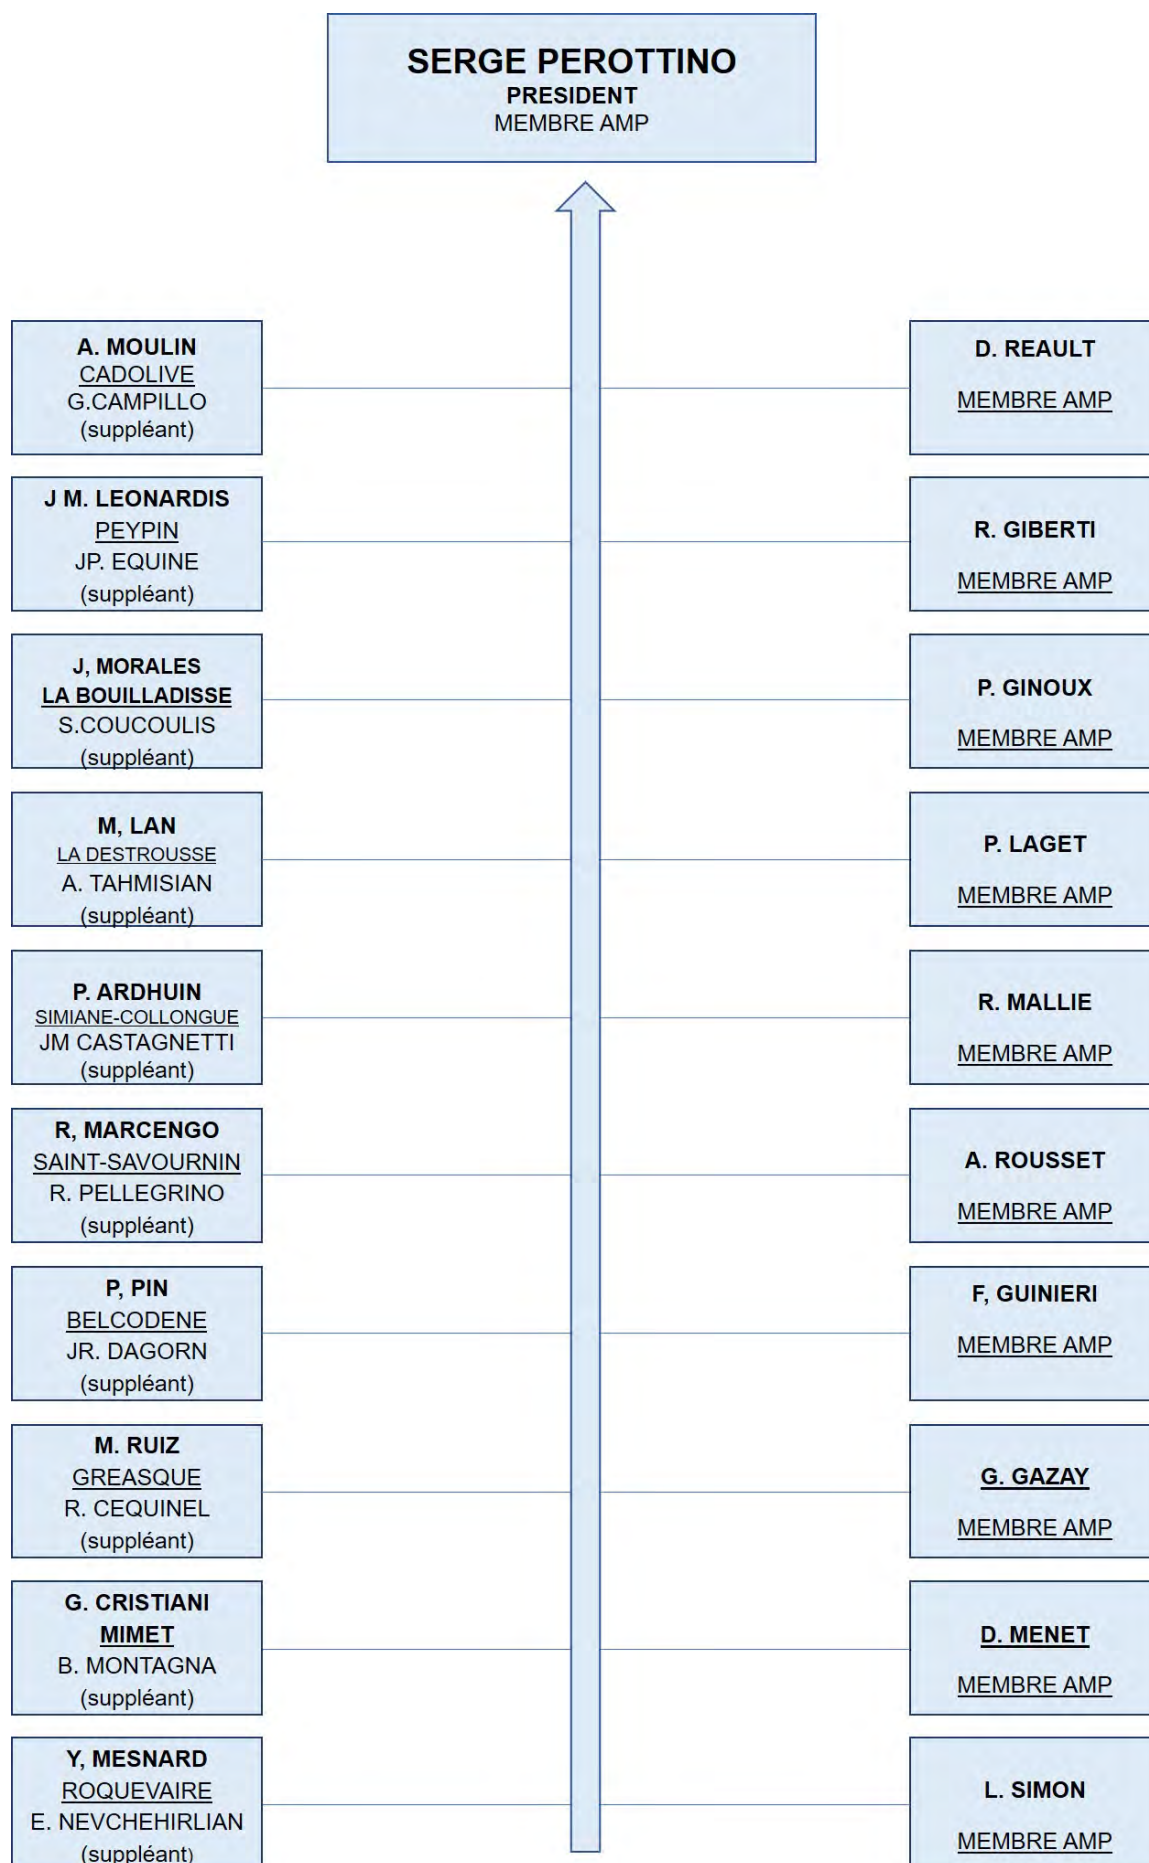 SERGE PEROTTINO
PRESIDENT
MEMBRE AMP
A. MOULIN
CADOLIVE
G.CAMPILLO
(suppléant)
D. REAULT
MEMBRE AMP
J M. LEONARDIS
PEYPIN
JP. EQUINE
(suppléant)
R. GIBERTI
MEMBRE AMP
J, MORALES
LA BOUILLADISSE
S.COUCOULIS
(suppléant)
P. GINOUX
MEMBRE AMP
M, LAN
LA DESTROUSSE
A. TAHMISIAN
(suppléant)
P. LAGET
MEMBRE AMP
P. ARDHUIN
SIMIANE-COLLONGUE
JM CASTAGNETTI
(suppléant)
R. MALLIE
MEMBRE AMP
R, MARCENGO
SAINT-SAVOURNIN
R. PELLEGRINO
(suppléant)
A. ROUSSET
MEMBRE AMP
P, PIN
BELCODENE
JR. DAGORN
(suppléant)
F, GUINIERI
MEMBRE AMP
M. RUIZ
GREASQUE
R. CEQUINEL
(suppléant)
G. GAZAY
MEMBRE AMP
G. CRISTIANI
MIMET
B. MONTAGNA
(suppléant)
D. MENET
MEMBRE AMP
Y, MESNARD
ROQUEVAIRE
E. NEVCHEHIRLIAN
(suppléant)
L. SIMON
MEMBRE AMP